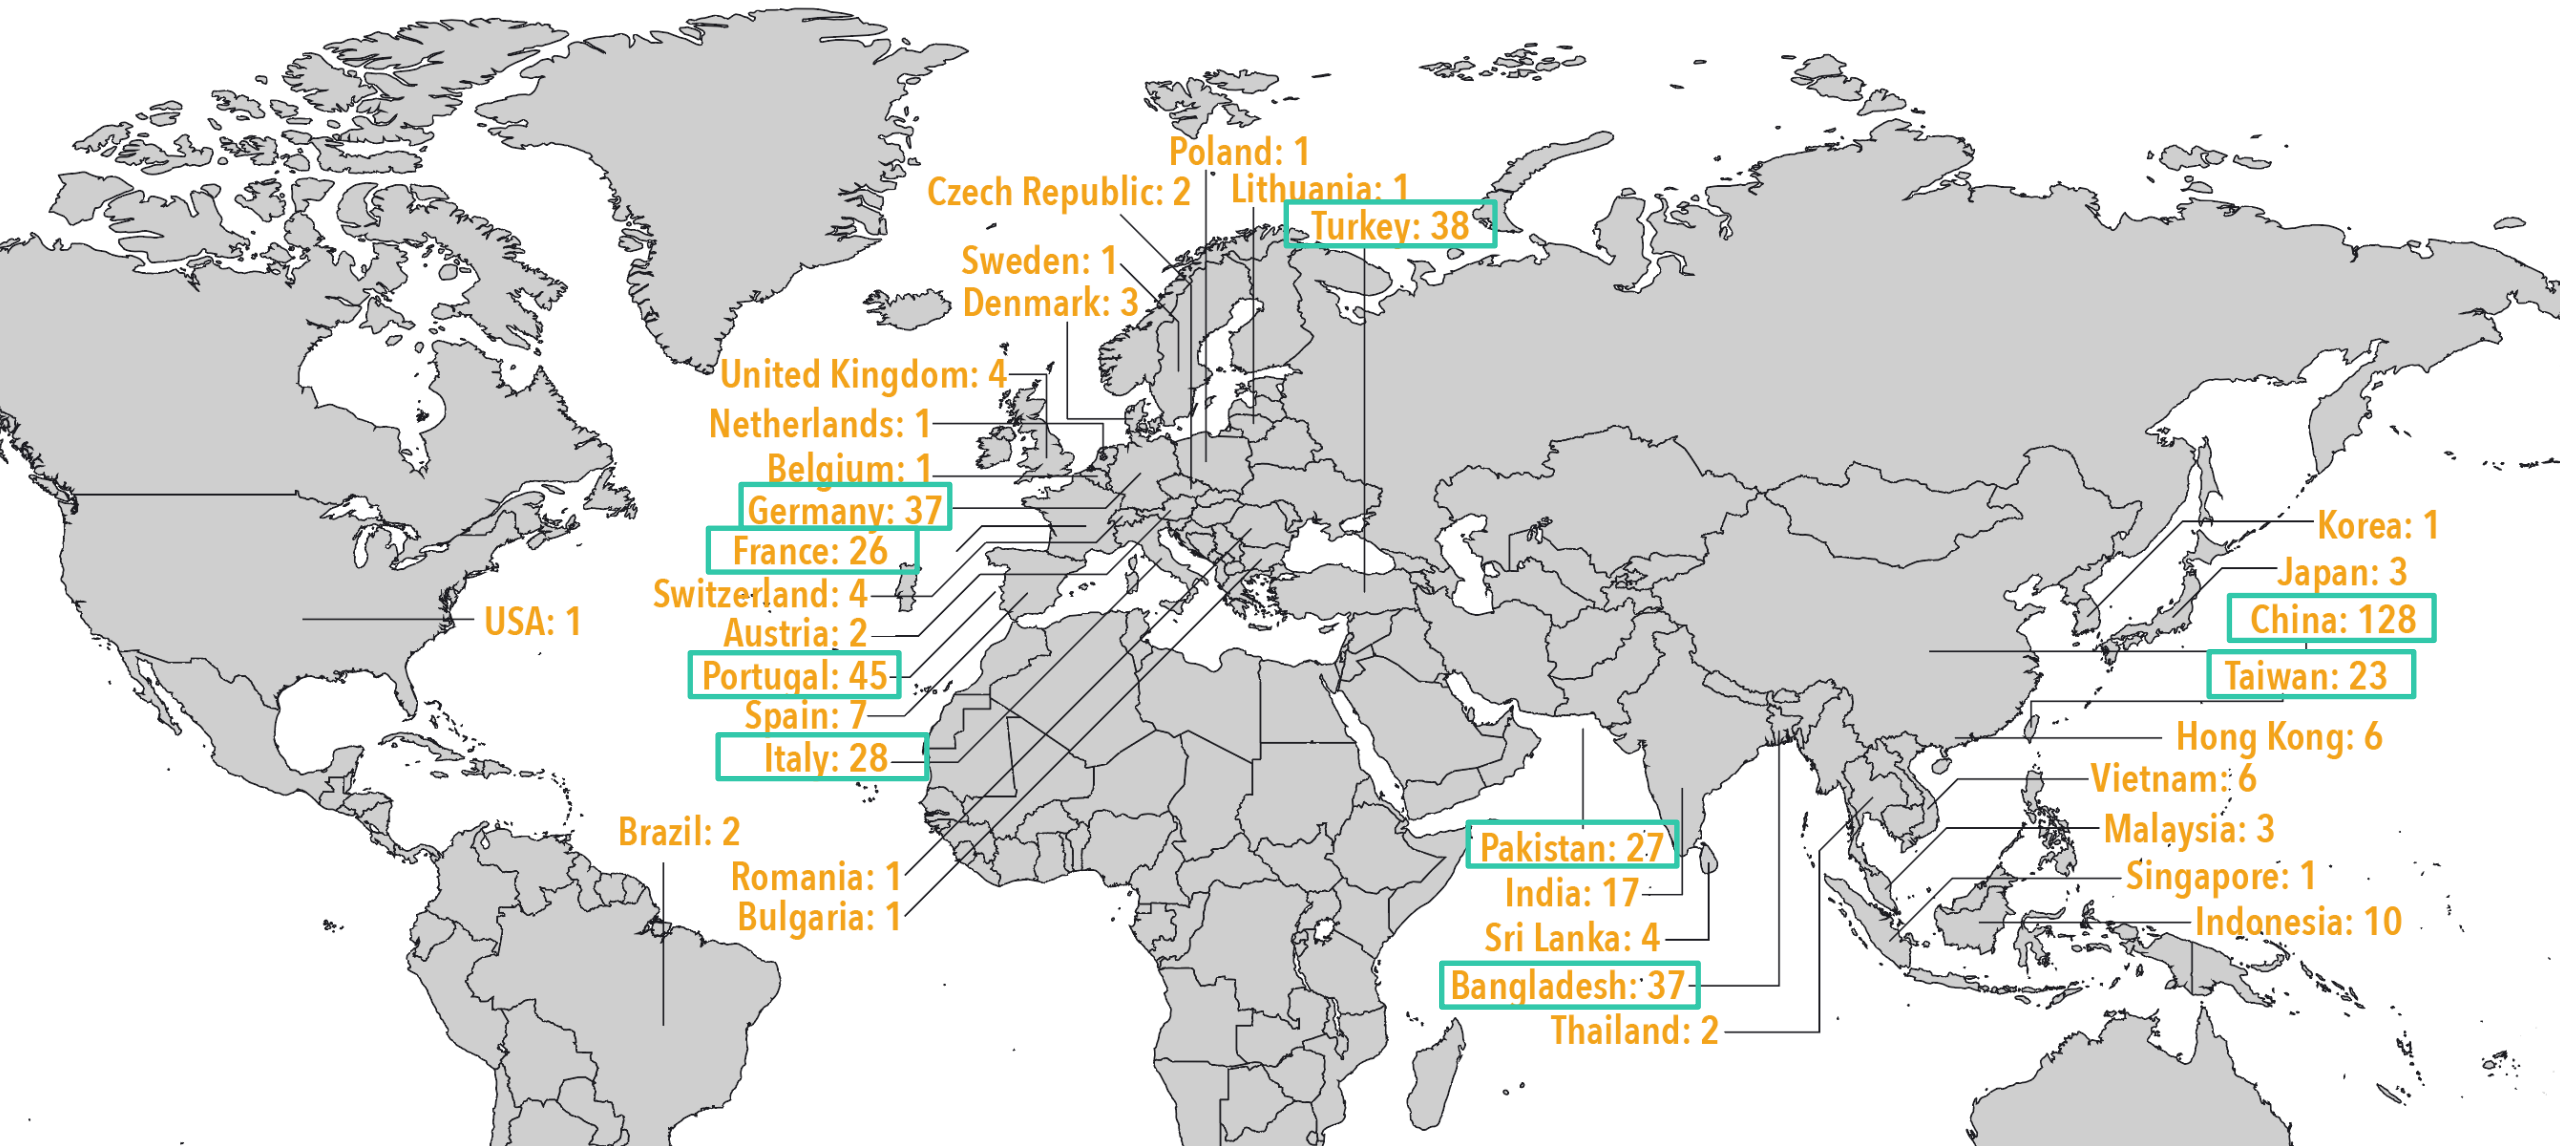 Poland: 1
Czech Republic: 2
Lithuania: 1
Turkey: 38
Sweden: 1
Denmark: 3
United Kingdom: 4
Netherlands: 1
Belgium: 1
Germany: 37
France: 26
Switzerland: 4
Austria: 2
Portugal: 45
Spain: 7
Italy: 28
USA: 1
Brazil: 2
Romania: 1
Bulgaria: 1
Korea: 1
Japan: 3
China: 128
Taiwan: 23
Hong Kong: 6
Vietnam: 6
Malaysia: 3
Singapore: 1
Indonesia: 10
Pakistan: 27
India: 17
Sri Lanka: 4
Bangladesh: 37
Thailand: 2